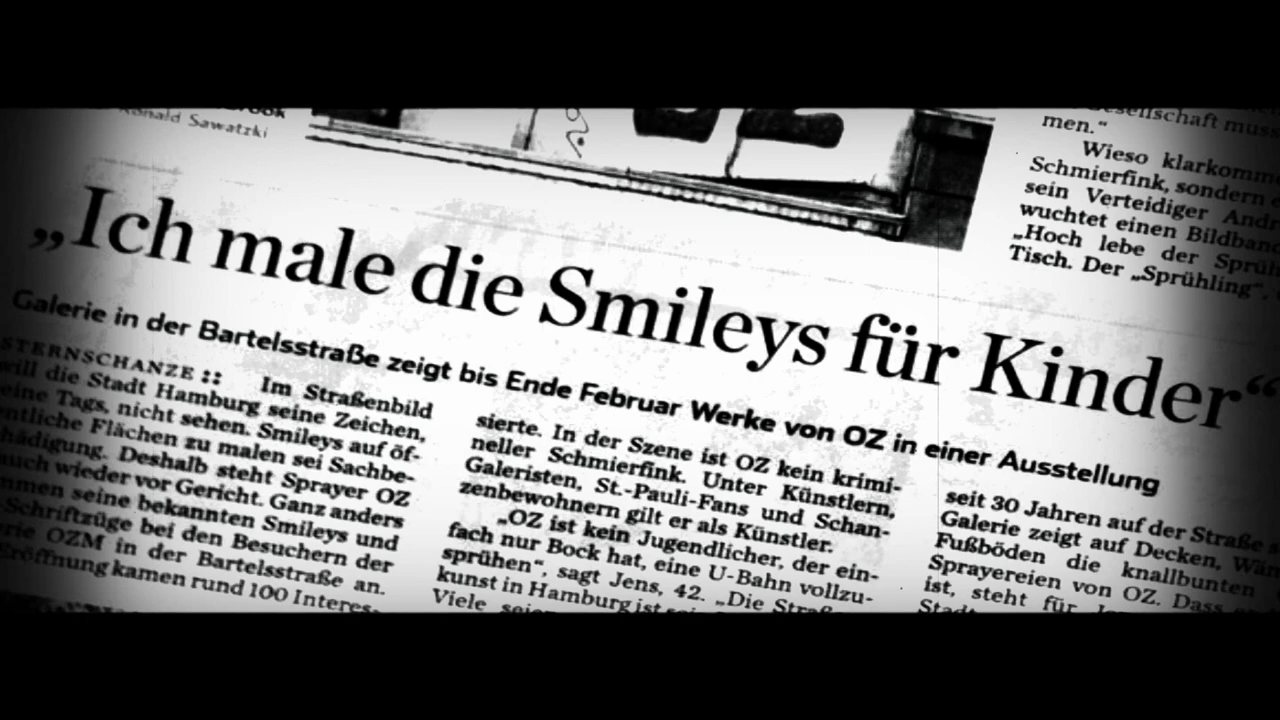 Ronald Sawatzki
„Ich male die Smileys für Kinder“
Galerie in der Bartelsstraße zeigt bis Ende Februar Werke von OZ in einer Ausstellung
STERNSCHANZE :: Im Straßenbild
will die Stadt Hamburg seine Zeichen,
seine Tags, nicht sehen. Smileys auf öf-
Flächen zu malen sei Sachbe-
Deshalb steht Sprayer OZ
auch wieder vor Gericht. Ganz anders
seine bekannten Smileys und
Schriftzüge bei den Besuchern der
OZM in der Bartelsstraße an.
Eröffnung kamen rund 100 Interes-
sierte. In der Szene ist OZ kein krimi-
neller Schmierfink. Unter Künstlern,
Galeristen, St.-Pauli-Fans und Schan-
zenbewohnern gilt er als Künstler.
„OZ ist kein Jugendlicher, der ein-
fach nur Bock hat, eine U-Bahn vollzu-
sprühen“, sagt Jens, 42. „Die
kunst in Hamburg ist
Viele
Gesellschaft
men.“
Wieso
Schmierfink, sondern
sein Verteidiger
wuchtet einen
„Hoch lebe der
Tisch. Der „Sprühling“,
seit 30 Jahren auf der Straße
Galerie zeigt auf Decken,
Fußböden die knallbunten
Sprayereien von OZ. Dass
ist, steht für